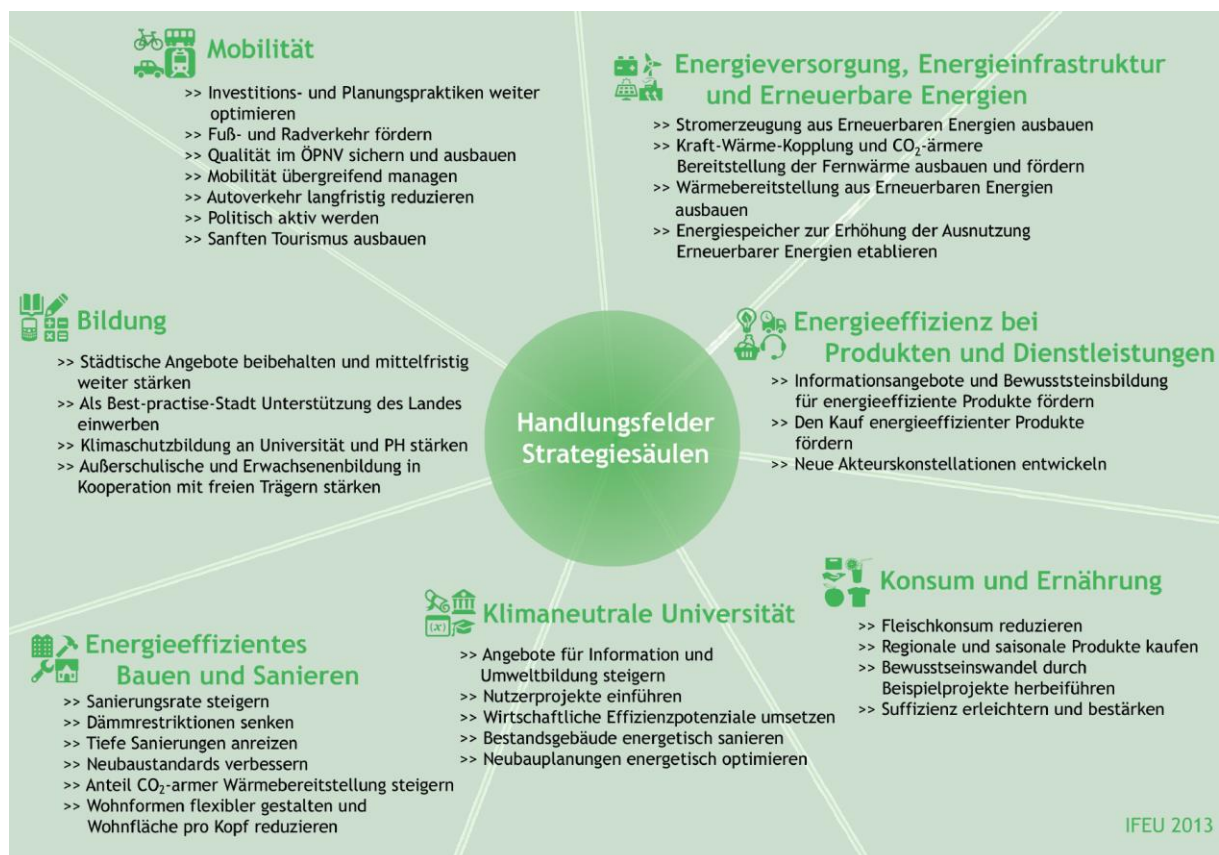 Mobilität
>> Investitions- und Planungspraktiken weiter
optimieren
>> Fuß- und Radverkehr fördern
>> Qualität im ÖPNV sichern und ausbauen
>> Mobilität übergreifend managen
>> Autoverkehr langfristig reduzieren
>> Politisch aktiv werden
>> Sanften Tourismus ausbauen
Energieversorgung, Energieinfrastruktur
und Erneuerbare Energien
>> Stromerzeugung aus Erneuerbaren Energien ausbauen
>> Kraft-Wärme-Kopplung und CO₂-ärmere
Bereitstellung der Fernwärme ausbauen und fördern
>> Wärmebereitstellung aus Erneuerbaren Energien
ausbauen
>> Energiespeicher zur Erhöhung der Ausnutzung
Erneuerbarer Energien etablieren
Bildung
>> Städtische Angebote beibehalten und mittelfristig
weiter stärken
>> Als Best-practise-Stadt Unterstützung des Landes
einwerben
>> Klimaschutzbildung an Universität und PH stärken
>> Außerschulische und Erwachsenenbildung in
Kooperation mit freien Trägern stärken
Handlungsfelder
Strategiesäulen
Energieeffizienz bei
Produkten und Dienstleistungen
>> Informationsangebote und Bewusststeinsbildung
für energieeffiziente Produkte fördern
>> Den Kauf energieeffizienter Produkte
fördern
>> Neue Akteurskonstellationen entwickeln
Energieeffizientes
Bauen und Sanieren
>> Sanierungsrate steigern
>> Dämmrestriktionen senken
>> Tiefe Sanierungen anreizen
>> Neubaustandards verbessern
>> Anteil CO₂-armer Wärmebereitstellung steigern
>> Wohnformen flexibler gestalten und
Wohnfläche pro Kopf reduzieren
(x)
Klimaneutrale Universität
>> Angebote für Information und
Umweltbildung steigern
>> Nutzerprojekte einführen
>> Wirtschaftliche Effizienzpotenziale umsetzen
>> Bestandsgebäude energetisch sanieren
>> Neubauplanungen energetisch optimieren
Konsum und Ernährung
>> Fleischkonsum reduzieren
>> Regionale und saisonale Produkte kaufen
>> Bewusstseinswandel durch
Beispielprojekte herbeiführen
>> Suffizienz erleichtern und bestärken
IFEU 2013